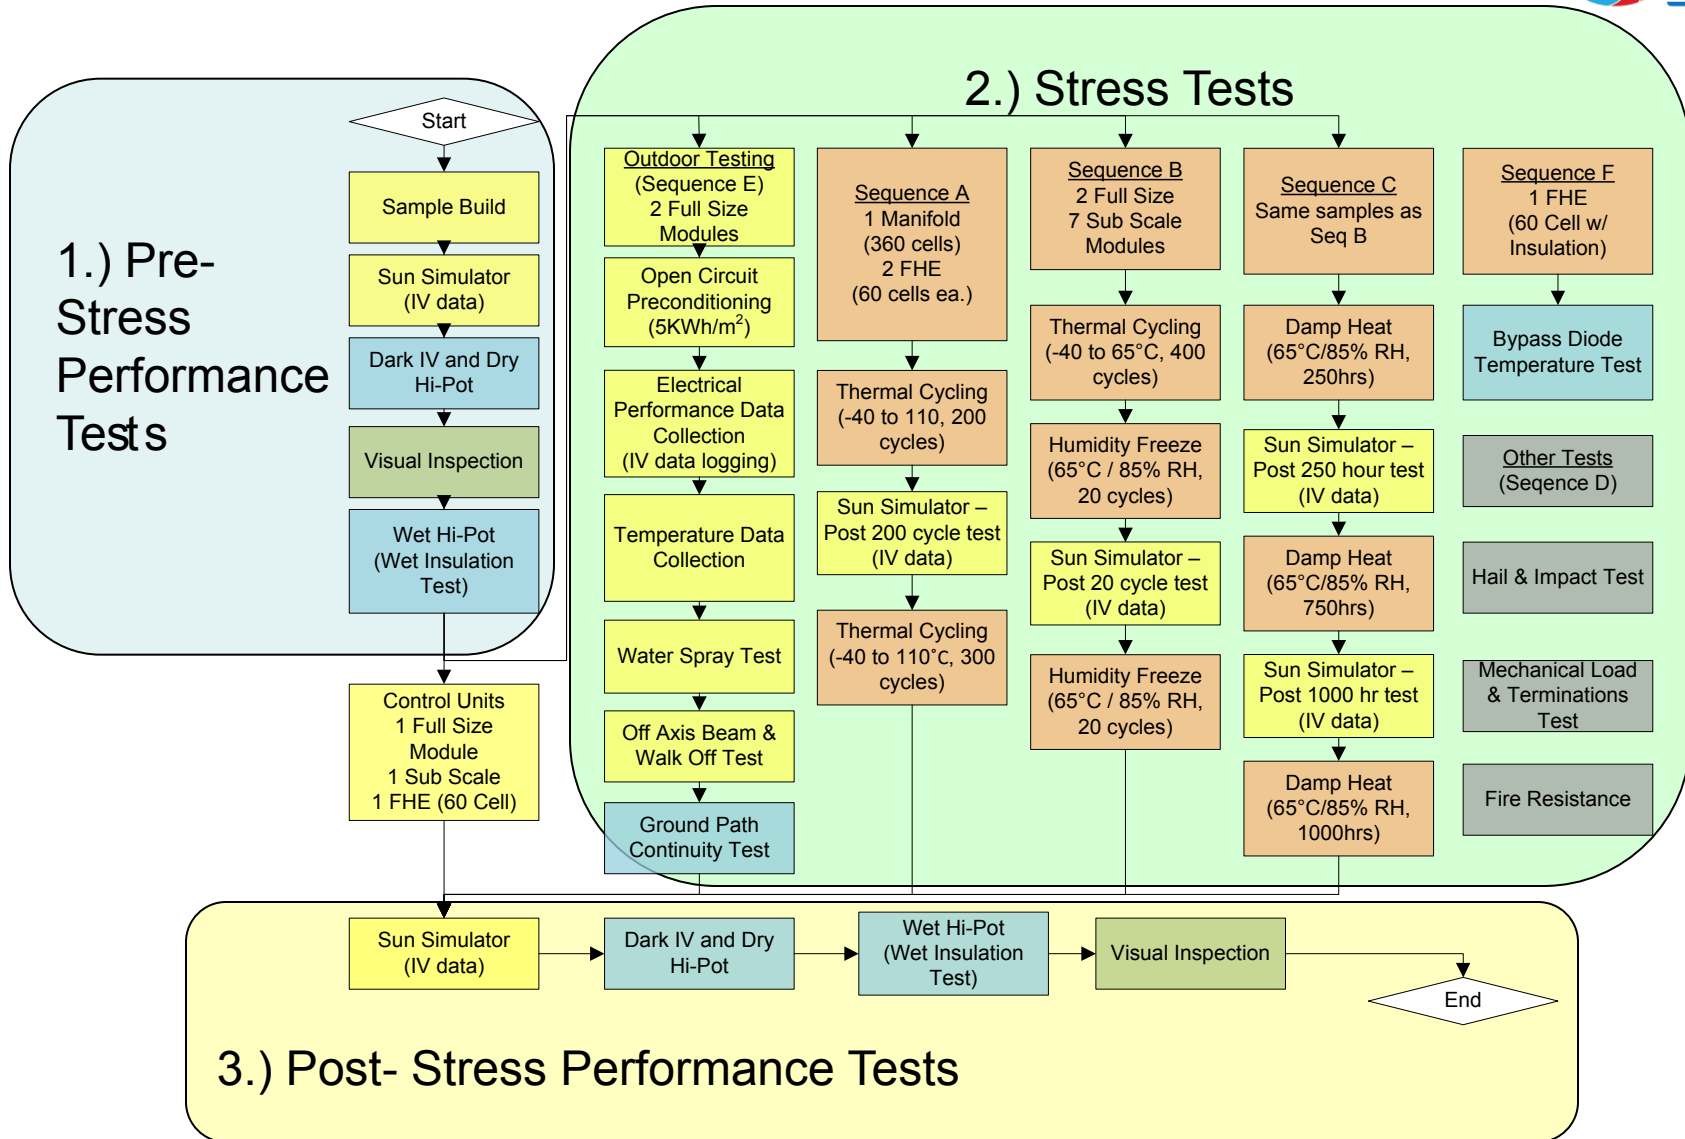 1.) Pre-
Stress
Performance
Tests
Start
Sample Build
Sun Simulator
(IV data)
Dark IV and Dry
Hi-Pot
Visual Inspection
Wet Hi-Pot
(Wet Insulation
Test)
Control Units
1 Full Size
Module
1 Sub Scale
1 FHE (60 Cell)
2.) Stress Tests
Outdoor Testing
(Sequence E)
2 Full Size
Modules
Open Circuit
Preconditioning
(5KWh/m²)
Electrical
Performance Data
Collection
(IV data logging)
Temperature Data
Collection
Water Spray Test
Off Axis Beam &
Walk Off Test
Ground Path
Continuity Test
Sequence A
1 Manifold
(360 cells)
2 FHE
(60 cells ea.)
Thermal Cycling
(-40 to 110, 200
cycles)
Sun Simulator –
Post 200 cycle test
(IV data)
Thermal Cycling
(-40 to 110°C, 300
cycles)
Sequence B
2 Full Size
7 Sub Scale
Modules
Thermal Cycling
(-40 to 65°C, 400
cycles)
Humidity Freeze
(65°C / 85% RH,
20 cycles)
Sun Simulator –
Post 20 cycle test
(IV data)
Humidity Freeze
(65°C / 85% RH,
20 cycles)
Sequence C
Same samples as
Seq B
Damp Heat
(65°C/85% RH,
250hrs)
Sun Simulator –
Post 250 hour test
(IV data)
Damp Heat
(65°C/85% RH,
750hrs)
Sun Simulator –
Post 1000 hr test
(IV data)
Damp Heat
(65°C/85% RH,
1000hrs)
Sequence F
1 FHE
(60 Cell w/
Insulation)
Bypass Diode
Temperature Test
Other Tests
(Seqence D)
Hail & Impact Test
Mechanical Load
& Terminations
Test
Fire Resistance
Sun Simulator
(IV data)
Dark IV and Dry
Hi-Pot
Wet Hi-Pot
(Wet Insulation
Test)
Visual Inspection
End
3.) Post- Stress Performance Tests